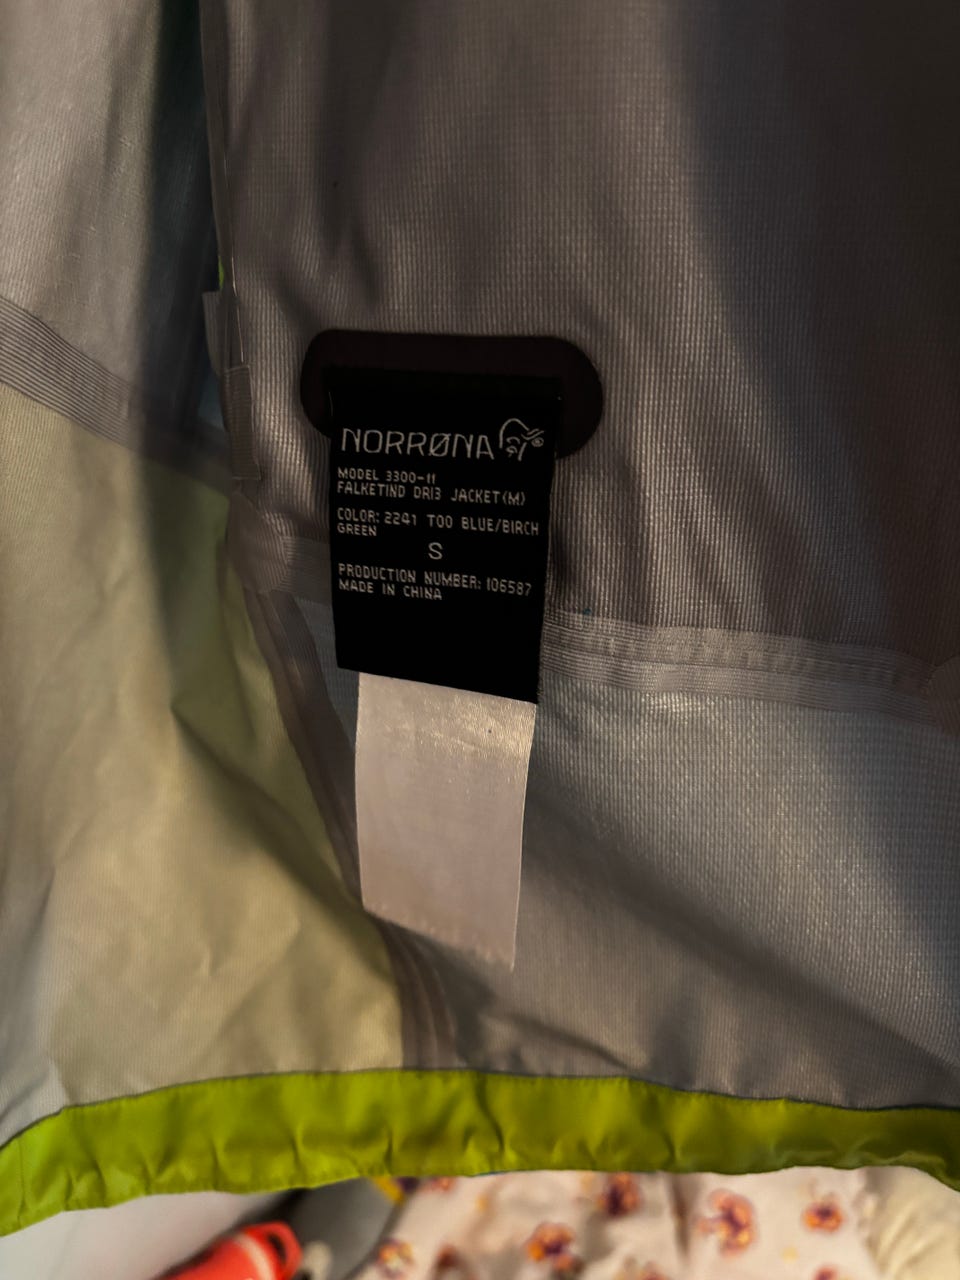 NORRØNA
MODEL 3300-11
FALKETIND DRI3 JACKET(M)
COLOR: 2241 TOO BLUE/BIRCH
GREEN
S
PRODUCTION NUMBER: 106587
MADE IN CHINA